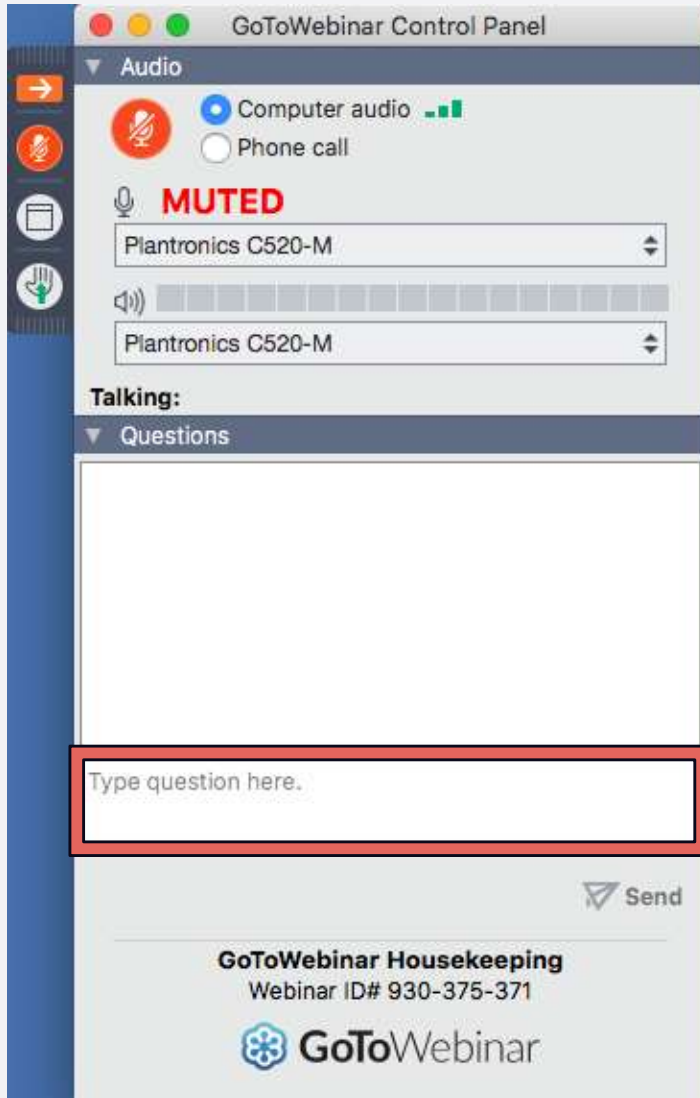 GoToWebinar Control Panel
Audio
Computer audio
Phone call
MUTED
Plantronics C520-M
Plantronics C520-M
Talking:
Questions
Type question here.
Send
GoToWebinar Housekeeping
Webinar ID# 930-375-371
GoToWebinar